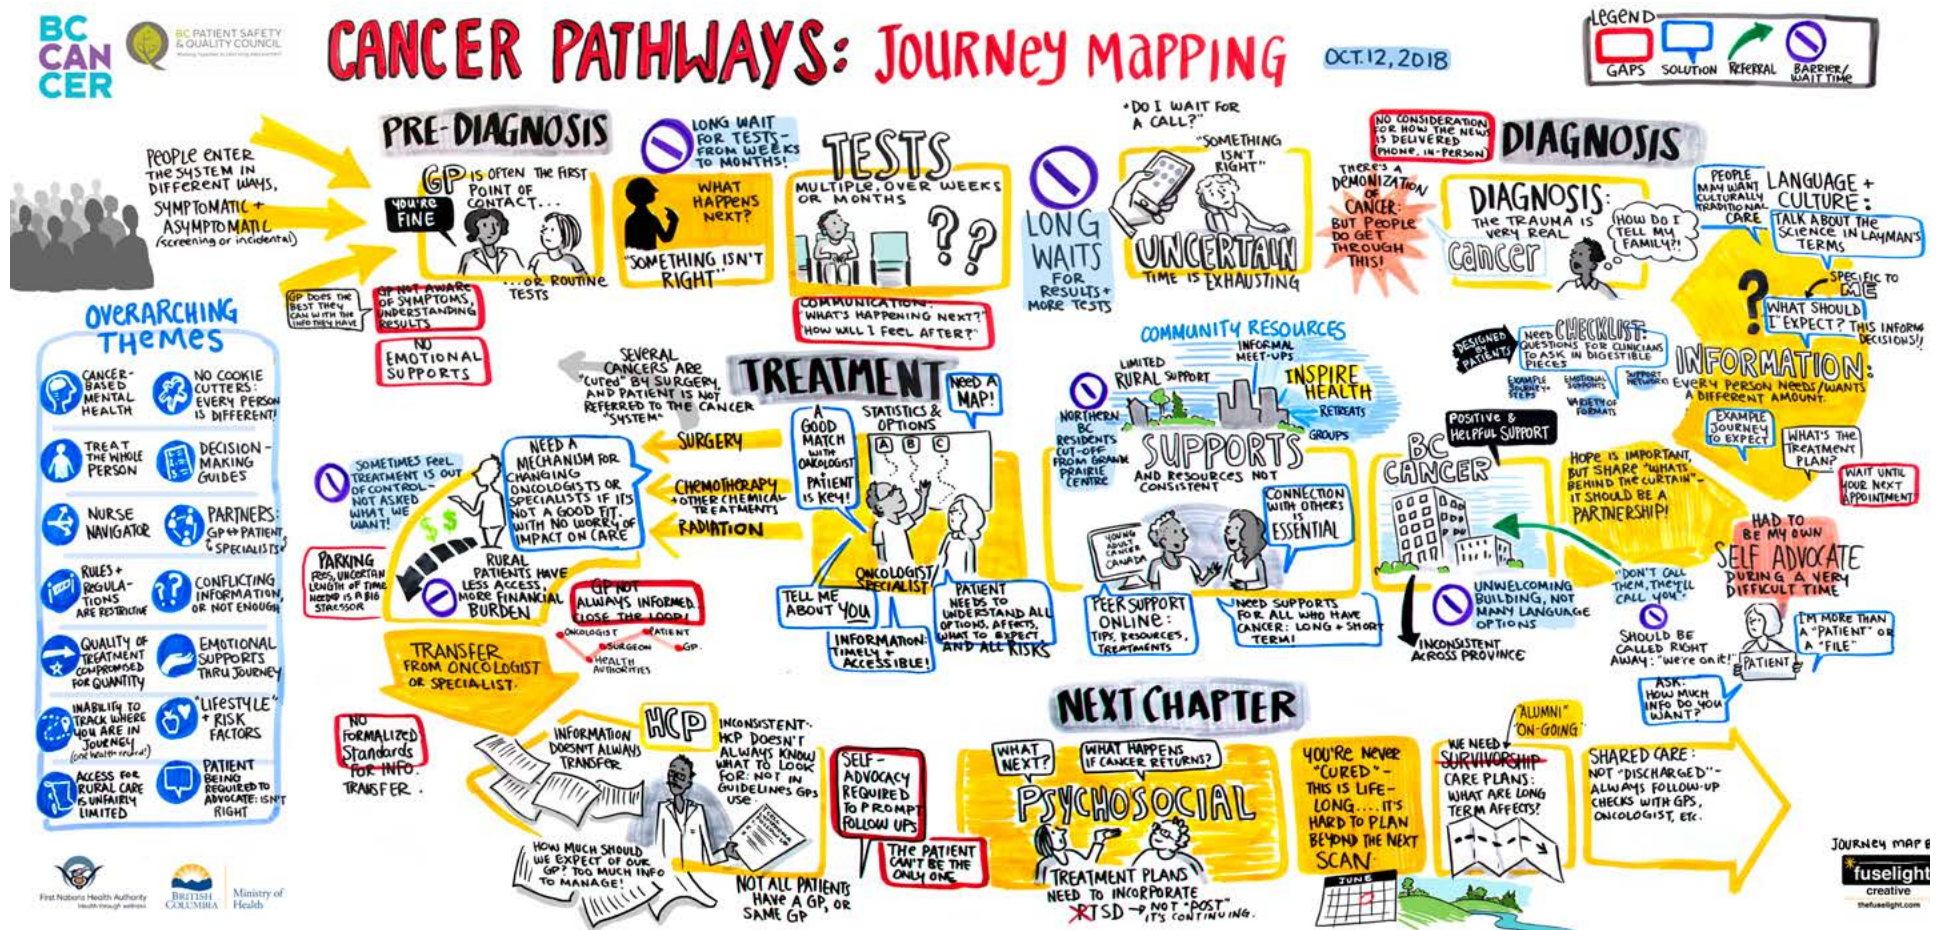 BC
CAN
CER
BC PATIENT SAFETY
& QUALITY COUNCIL
CANCER PATHWAYS: JOURNEY MAPPING
OCT.12, 2018
LEGEND
GAPS
SOLUTION
REFERRAL
BARRIER/
WAIT TIME
PEOPLE ENTER
THE SYSTEM IN
DIFFERENT WAYS,
SYMPTOMATIC +
ASYMPTOMATIC
(screening or incidental)
PRE-DIAGNOSIS
GP IS OFTEN THE FIRST
POINT OF
CONTACT...
YOU'RE
FINE
...OR ROUTINE
TESTS
GP DOES THE
BEST THEY
CAN WITH THE
INFO THEY HAVE
GP NOT AWARE
OF SYMPTOMS,
UNDERSTANDING
RESULTS
NO
EMOTIONAL
SUPPORTS
LONG WAIT
FOR TESTS-
FROM WEEKS
TO MONTHS!
WHAT
HAPPENS
NEXT?
"SOMETHING ISN'T
RIGHT"
TESTS
MULTIPLE, OVER WEEKS
OR MONTHS
??
COMMUNICATION:
"WHAT'S HAPPENING NEXT?"
"HOW WILL I FEEL AFTER?"
LONG
WAITS
FOR
RESULTS +
MORE TESTS
"DO I WAIT FOR
A CALL?"
"SOMETHING
ISN'T
RIGHT"
UNCERTAIN
TIME IS EXHAUSTING
NO CONSIDERATION
FOR HOW THE NEWS
IS DELIVERED
(PHONE, IN-PERSON)
DIAGNOSIS
THERE'S A
DEMONIZATION
OF
CANCER:
BUT PEOPLE
DO GET
THROUGH
THIS!
DIAGNOSIS:
THE TRAUMA IS
VERY REAL
cancer
HOW DO I
TELL MY
FAMILY?!
PEOPLE
MAY WANT
CULTURALLY
TRADITIONAL
CARE
LANGUAGE +
CULTURE:
TALK ABOUT THE
SCIENCE IN LAYMAN'S
TERMS
?
SPECIFIC TO
ME
WHAT SHOULD
I EXPECT?
THIS INFORM
DECISIONS!!
DESIGNED
BY
PATIENTS
NEED CHECKLIST:
QUESTIONS FOR CLINICIANS
TO ASK IN DIGESTIBLE
PIECES
EXAMPLE
JOURNEY+
STEPS
EMOTIONAL
SUPPORTS
SUPPORT
NETWORK!
VARIETY OF
FORMATS
INFORMATION:
EVERY PERSON NEEDS/WANTS
A DIFFERENT AMOUNT.
EXAMPLE
JOURNEY
TO EXPECT
WHAT'S THE
TREATMENT
PLAN?
WAIT UNTIL
YOUR NEXT
APPOINTMENT
HOPE IS IMPORTANT,
BUT SHARE "WHATS
BEHIND THE CURTAIN"-
IT SHOULD BE A
PARTNERSHIP!
HAD TO
BE MY OWN
SELF ADVOCATE
DURING A VERY
DIFFICULT TIME
I'M MORE THAN
A "PATIENT" OR
A "FILE"
PATIENT
ASK:
HOW MUCH
INFO DO YOU
WANT?
"DON'T CALL
THEM, THEY'LL
CALL YOU".
SHOULD BE
CALLED RIGHT
AWAY: "we're on it!"
POSITIVE &
HELPFUL SUPPORT
BC
CANCER
UNWELCOMING
BUILDING, NOT
MANY LANGUAGE
OPTIONS
INCONSISTENT
ACROSS PROVINCE
COMMUNITY RESOURCES
LIMITED
RURAL SUPPORT
INFORMAL
MEET-UPS
INSPIRE
HEALTH
RETREATS
GROUPS
NORTHERN
BC
RESIDENTS
CUT-OFF
FROM GRANDE
PRAIRIE
CENTRE
SUPPORTS
AND RESOURCES NOT
CONSISTENT
CONNECTION
WITH OTHERS
IS
ESSENTIAL
YOUNG
ADULT
CANCER
CANADA
PEER SUPPORT
ONLINE:
TIPS, RESOURCES,
TREATMENTS
NEED SUPPORTS
FOR ALL WHO HAVE
CANCER: LONG + SHORT
TERM!
TREATMENT
NEED A
MAP!
STATISTICS &
OPTIONS
A B C
A
GOOD
MATCH
WITH
ONCOLOGIST
PATIENT
IS KEY!
ONCOLOGIST
SPECIALIST
TELL ME
ABOUT YOU
INFORMATION:
TIMELY +
ACCESSIBLE!
PATIENT
NEEDS TO
UNDERSTAND ALL
OPTIONS, AFFECTS,
WHAT TO EXPECT
AND ALL RISKS
SEVERAL
CANCERS ARE
"cured" BY SURGERY,
AND PATIENT IS NOT
REFERRED TO THE CANCER
"SYSTEM"
SURGERY
CHEMOTHERAPY
+ OTHER CHEMICAL
TREATMENTS
RADIATION
NEED A
MECHANISM FOR
CHANGING
ONCOLOGISTS OR
SPECIALISTS IF IT'S
NOT A GOOD FIT.
WITH NO WORRY OF
IMPACT ON CARE
SOMETIMES FEEL
TREATMENT IS OUT
OF CONTROL-
NOT ASKED
WHAT WE
WANT!
$ $
PARKING
FEES, UNCERTAIN
LENGTH OF TIME
NEEDED IS A BIG
STRESSOR
RURAL
PATIENTS HAVE
LESS ACCESS,
MORE FINANCIAL
BURDEN
GP NOT
ALWAYS INFORMED...
CLOSE THE LOOP!
ONCOLOGIST
PATIENT
SURGEON
GP.
HEALTH
AUTHORITIES
TRANSFER
FROM ONCOLOGIST
OR SPECIALIST.
NO
FORMALIZED
Standards
FOR INFO.
TRANSFER.
INFORMATION
DOESN'T ALWAYS
TRANSFER
HCP
INCONSISTENT-
HCP DOESN'T
ALWAYS KNOW
WHAT TO LOOK
FOR: NOT IN
GUIDELINES GPS
USE.
HOW MUCH SHOULD
WE EXPECT OF OUR
GP? TOO MUCH INFO
TO MANAGE!
NOT ALL PATIENTS
HAVE A GP, OR
SAME GP
SELF-
ADVOCACY
REQUIRED
TO PROMPT
FOLLOW UPS
THE PATIENT
CAN'T BE THE
ONLY ONE
NEXT CHAPTER
WHAT
NEXT?
WHAT HAPPENS
IF CANCER RETURNS?
PSYCHOSOCIAL
TREATMENT PLANS
NEED TO INCORPORATE
PTSD → NOT "POST"
IT'S CONTINUING.
YOU'RE NEVER
"CURED"-
THIS IS LIFE-
LONG.... IT'S
HARD TO PLAN
BEYOND THE NEXT
SCAN.
JUNE
"ALUMNI"
"ON-GOING"
WE NEED
SURVIVORSHIP
CARE PLANS:
WHAT ARE LONG
TERM AFFECTS?
SHARED CARE:
NOT "DISCHARGED"-
ALWAYS FOLLOW-UP
CHECKS WITH GPS,
ONCOLOGIST, ETC.
OVERARCHING
THEMES
CANCER-
BASED
MENTAL
HEALTH
NO COOKIE
CUTTERS:
EVERY PERSON
IS DIFFERENT!
TREAT
THE WHOLE
PERSON
DECISION-
MAKING
GUIDES
NURSE
NAVIGATOR
PARTNERS:
GP ↔ PATIENT
SPECIALISTS
RULES +
REGULA-
TIONS
ARE RESTRICTIVE
CONFLICTING
INFORMATION,
OR NOT ENOUGH
QUALITY OF
TREATMENT
COMPROMISED
FOR QUANTITY
EMOTIONAL
SUPPORTS
THRU JOURNEY
INABILITY TO
TRACK WHERE
YOU ARE IN
JOURNEY
(one health record!)
"LIFESTYLE"
+ RISK
FACTORS
ACCESS FOR
RURAL CARE
IS UNFAIRLY
LIMITED
PATIENT
BEING
REQUIRED TO
ADVOCATE: ISN'T
RIGHT
First Nations Health Authority
Health through wellness
BRITISH
COLUMBIA
Ministry of
Health
JOURNEY MAP B
fuselight
creative
thefuselight.com